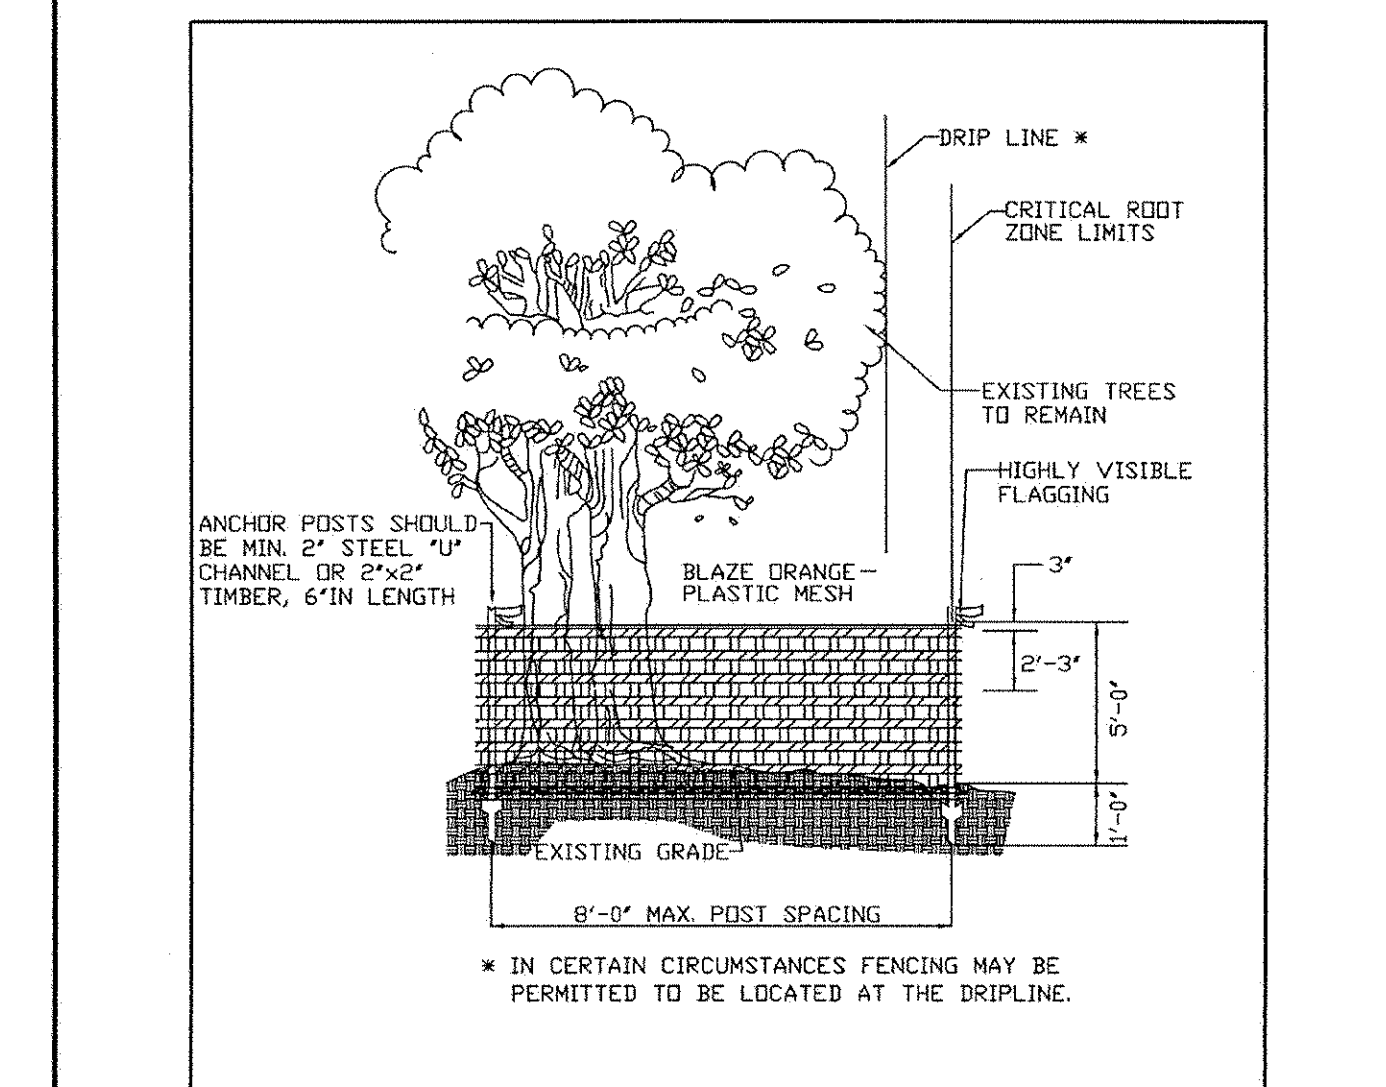 DRIP LINE *
CRITICAL ROOT
ZONE LIMITS
EXISTING TREES
TO REMAIN
HIGHLY VISIBLE
FLAGGING
ANCHOR POSTS SHOULD
BE MIN. 2" STEEL "U"
CHANNEL OR 2"x2"
TIMBER, 6"IN LENGTH
BLAZE ORANGE
PLASTIC MESH
3"
2'-3"
5'-0"
1'-0"
EXISTING GRADE
8'-0" MAX. POST SPACING
* IN CERTAIN CIRCUMSTANCES FENCING MAY BE
PERMITTED TO BE LOCATED AT THE DRIPLINE.